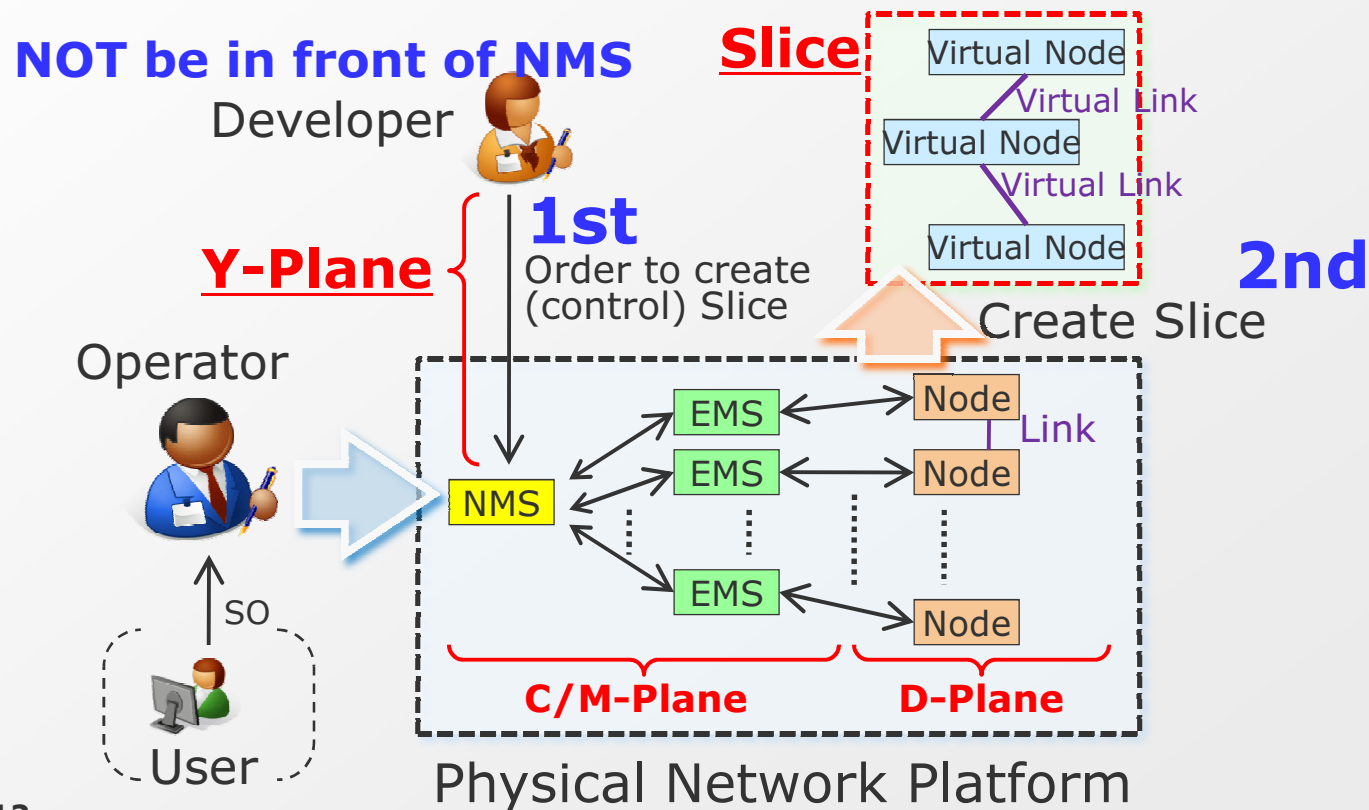 NOT be in front of NMS
Developer
Slice
Virtual Node
Virtual Link
Virtual Node
Virtual Link
Virtual Node
1st
Order to create
(control) Slice
Y-Plane
2nd
Create Slice
Operator
SO
User
NMS
EMS
EMS
EMS
Node
Link
Node
Node
C/M-Plane
D-Plane
Physical Network Platform